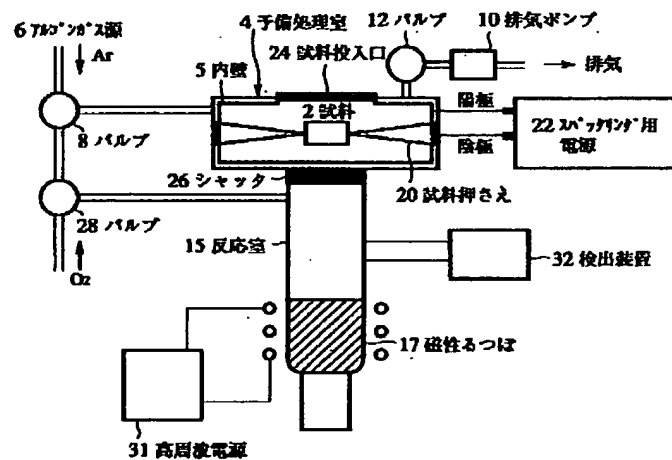 6 アルゴンガス源
Ar
4 予備処理室
24 試料投入口
12 バルブ
10 排気ポンプ
排気
5 内壁
2 試料
陽極
陰極
22 スパッタリング用
電源
8 バルブ
26 シャッタ
20 試料押さえ
28 バルブ
O2
15 反応室
32 検出装置
17 磁性るつぼ
31 高周波電源